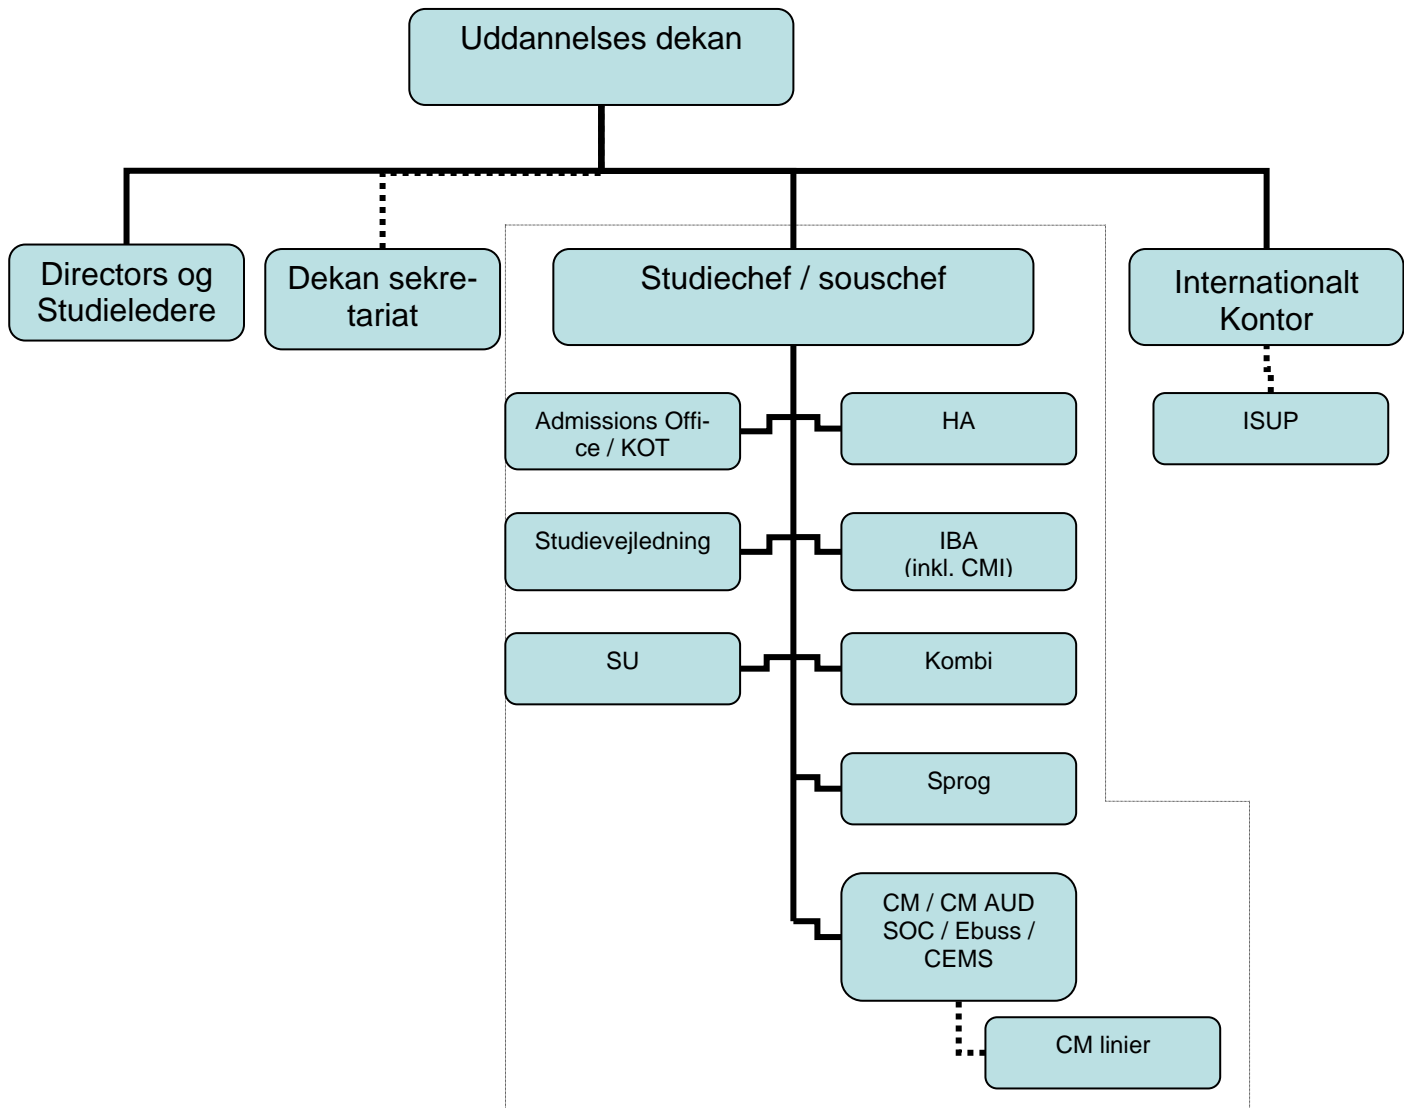 Uddannelses dekan
Directors og
Studieledere
Dekan sekre-
tariat
Studiechef / souschef
Internationalt
Kontor
Admissions Offi-
ce / KOT
HA
ISUP
Studievejledning
IBA
(inkl. CMI)
SU
Kombi
Sprog
CM / CM AUD
SOC / Ebuss /
CEMS
CM linier